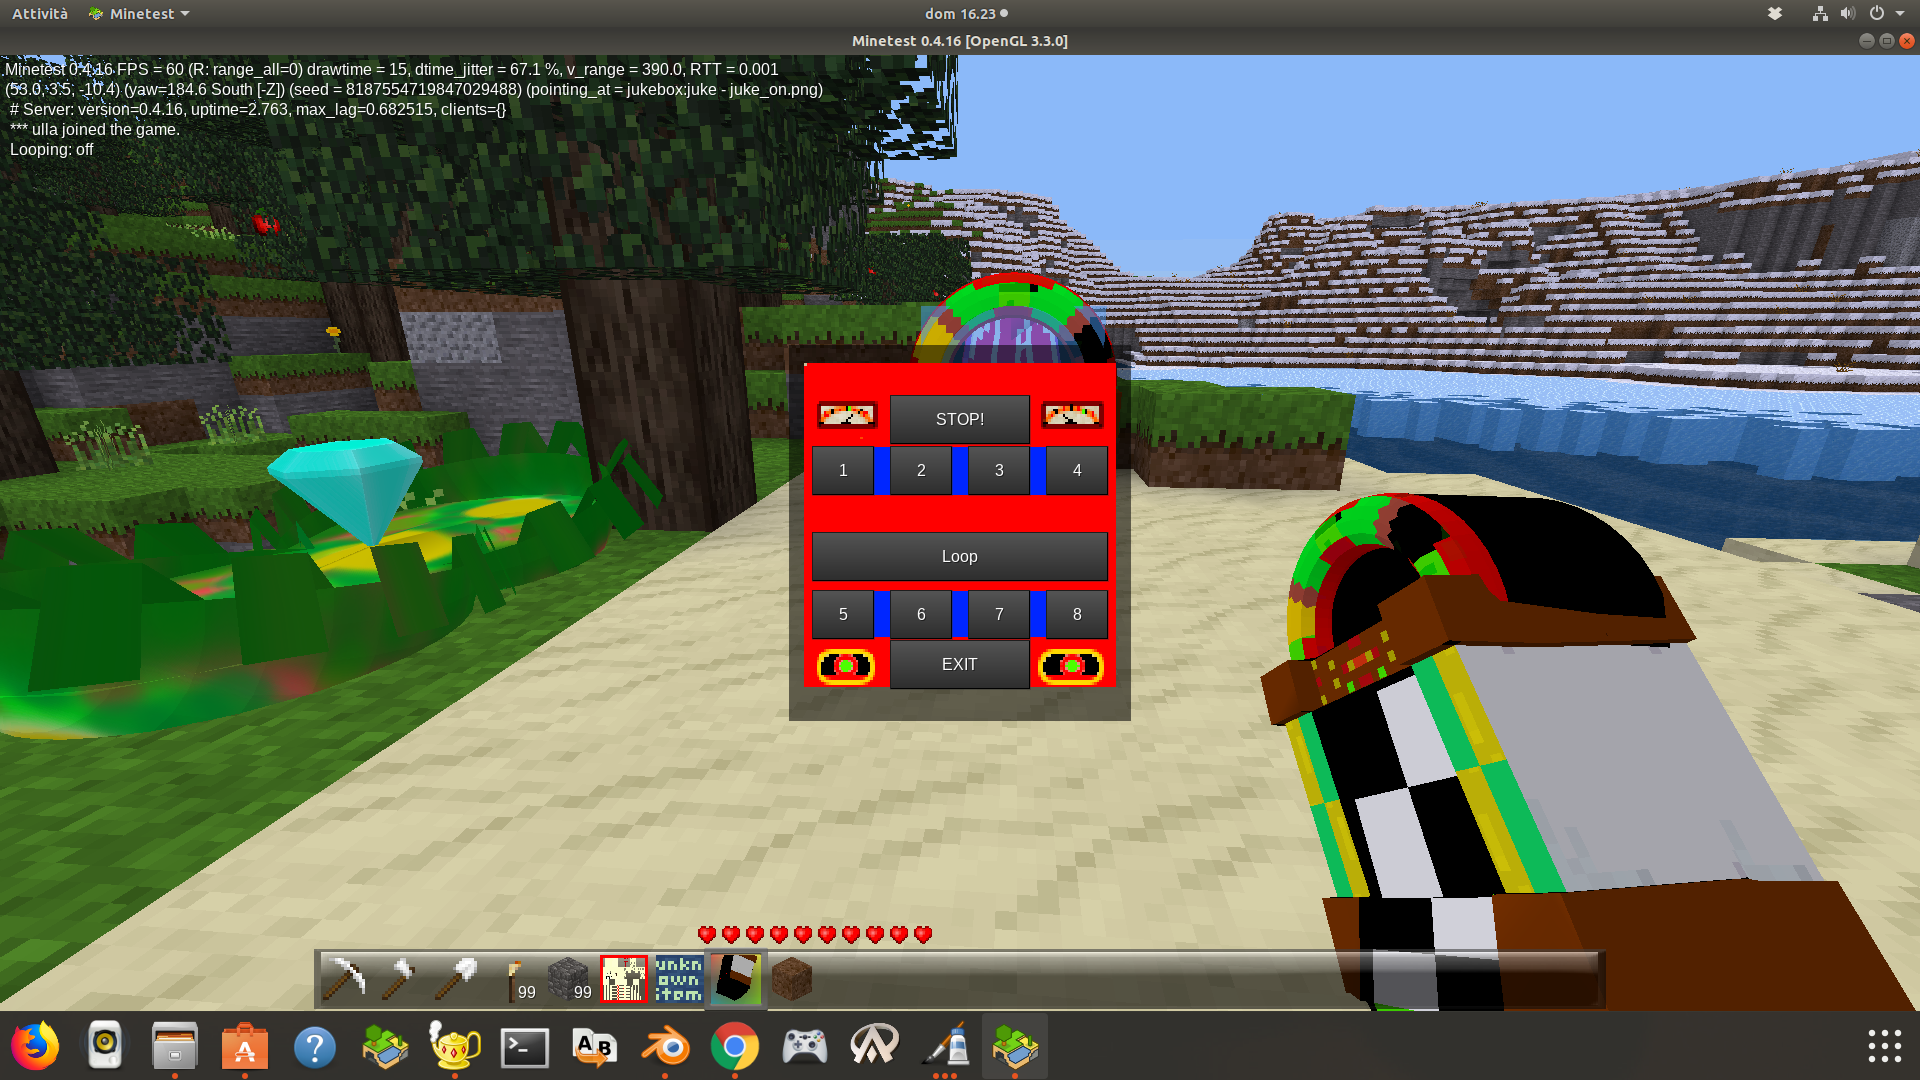 Attività Minetest dom 16.23
Minetest 0.4.16 [OpenGL 3.3.0]
Minetest 0.4.16 FPS = 60 (R: range_all=0) drawtime = 15, dtime_jitter = 67.1 %, v_range = 390.0, RTT = 0.001
(53.0, 3.5, -10.4) (yaw=184.6 South [-Z]) (seed = 8187554719847029488) (pointing_at = jukebox:juke - juke_on.png)
# Server: version=0.4.16, uptime=2.763, max_lag=0.682515, clients={}
*** ulla joined the game.
Looping: off
STOP!
1 2 3 4
Loop
5 6 7 8
EXIT
99 99
unkn
own
item
A B